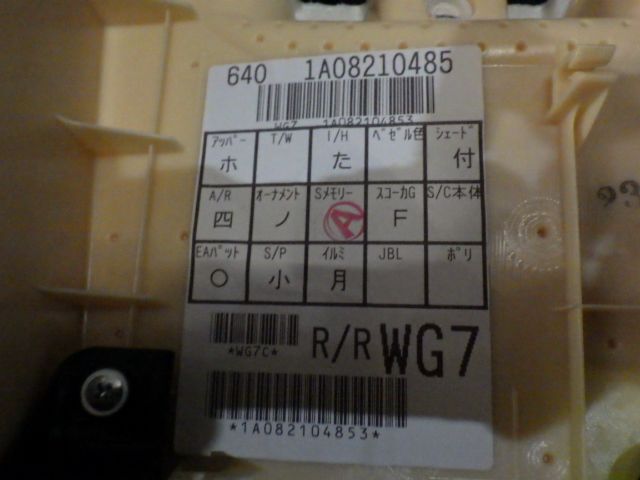 640 1A08210485
WG7 1A082104853
アッパー T/W I/H ベゼル色 シェード
ホ た 付
A/R オーナメント Sメモリー スコーカG S/C本体
四 ノ A F
EAパット S/P イルミ JBL ポリ
○ 小 月
*WG7C* R/R WG7
*1A082104853*